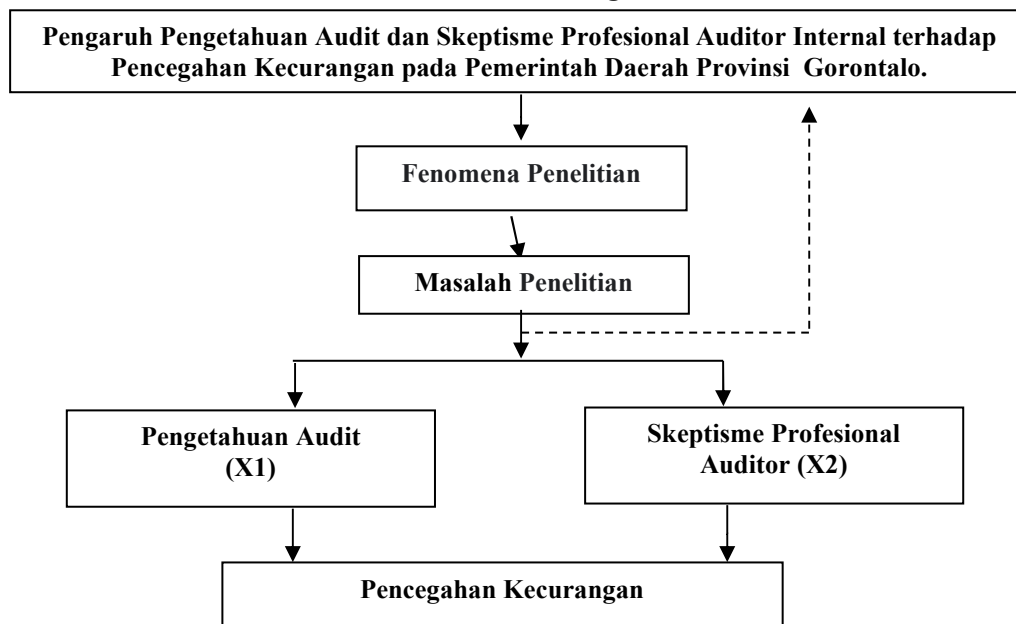 Pengaruh Pengetahuan Audit dan Skeptisme Profesional Auditor Internal terhadap
Pencegahan Kecurangan pada Pemerintah Daerah Provinsi Gorontalo.
Fenomena Penelitian
Masalah Penelitian
Pengetahuan Audit
(X1)
Skeptisme Profesional
Auditor (X2)
Pencegahan Kecurangan